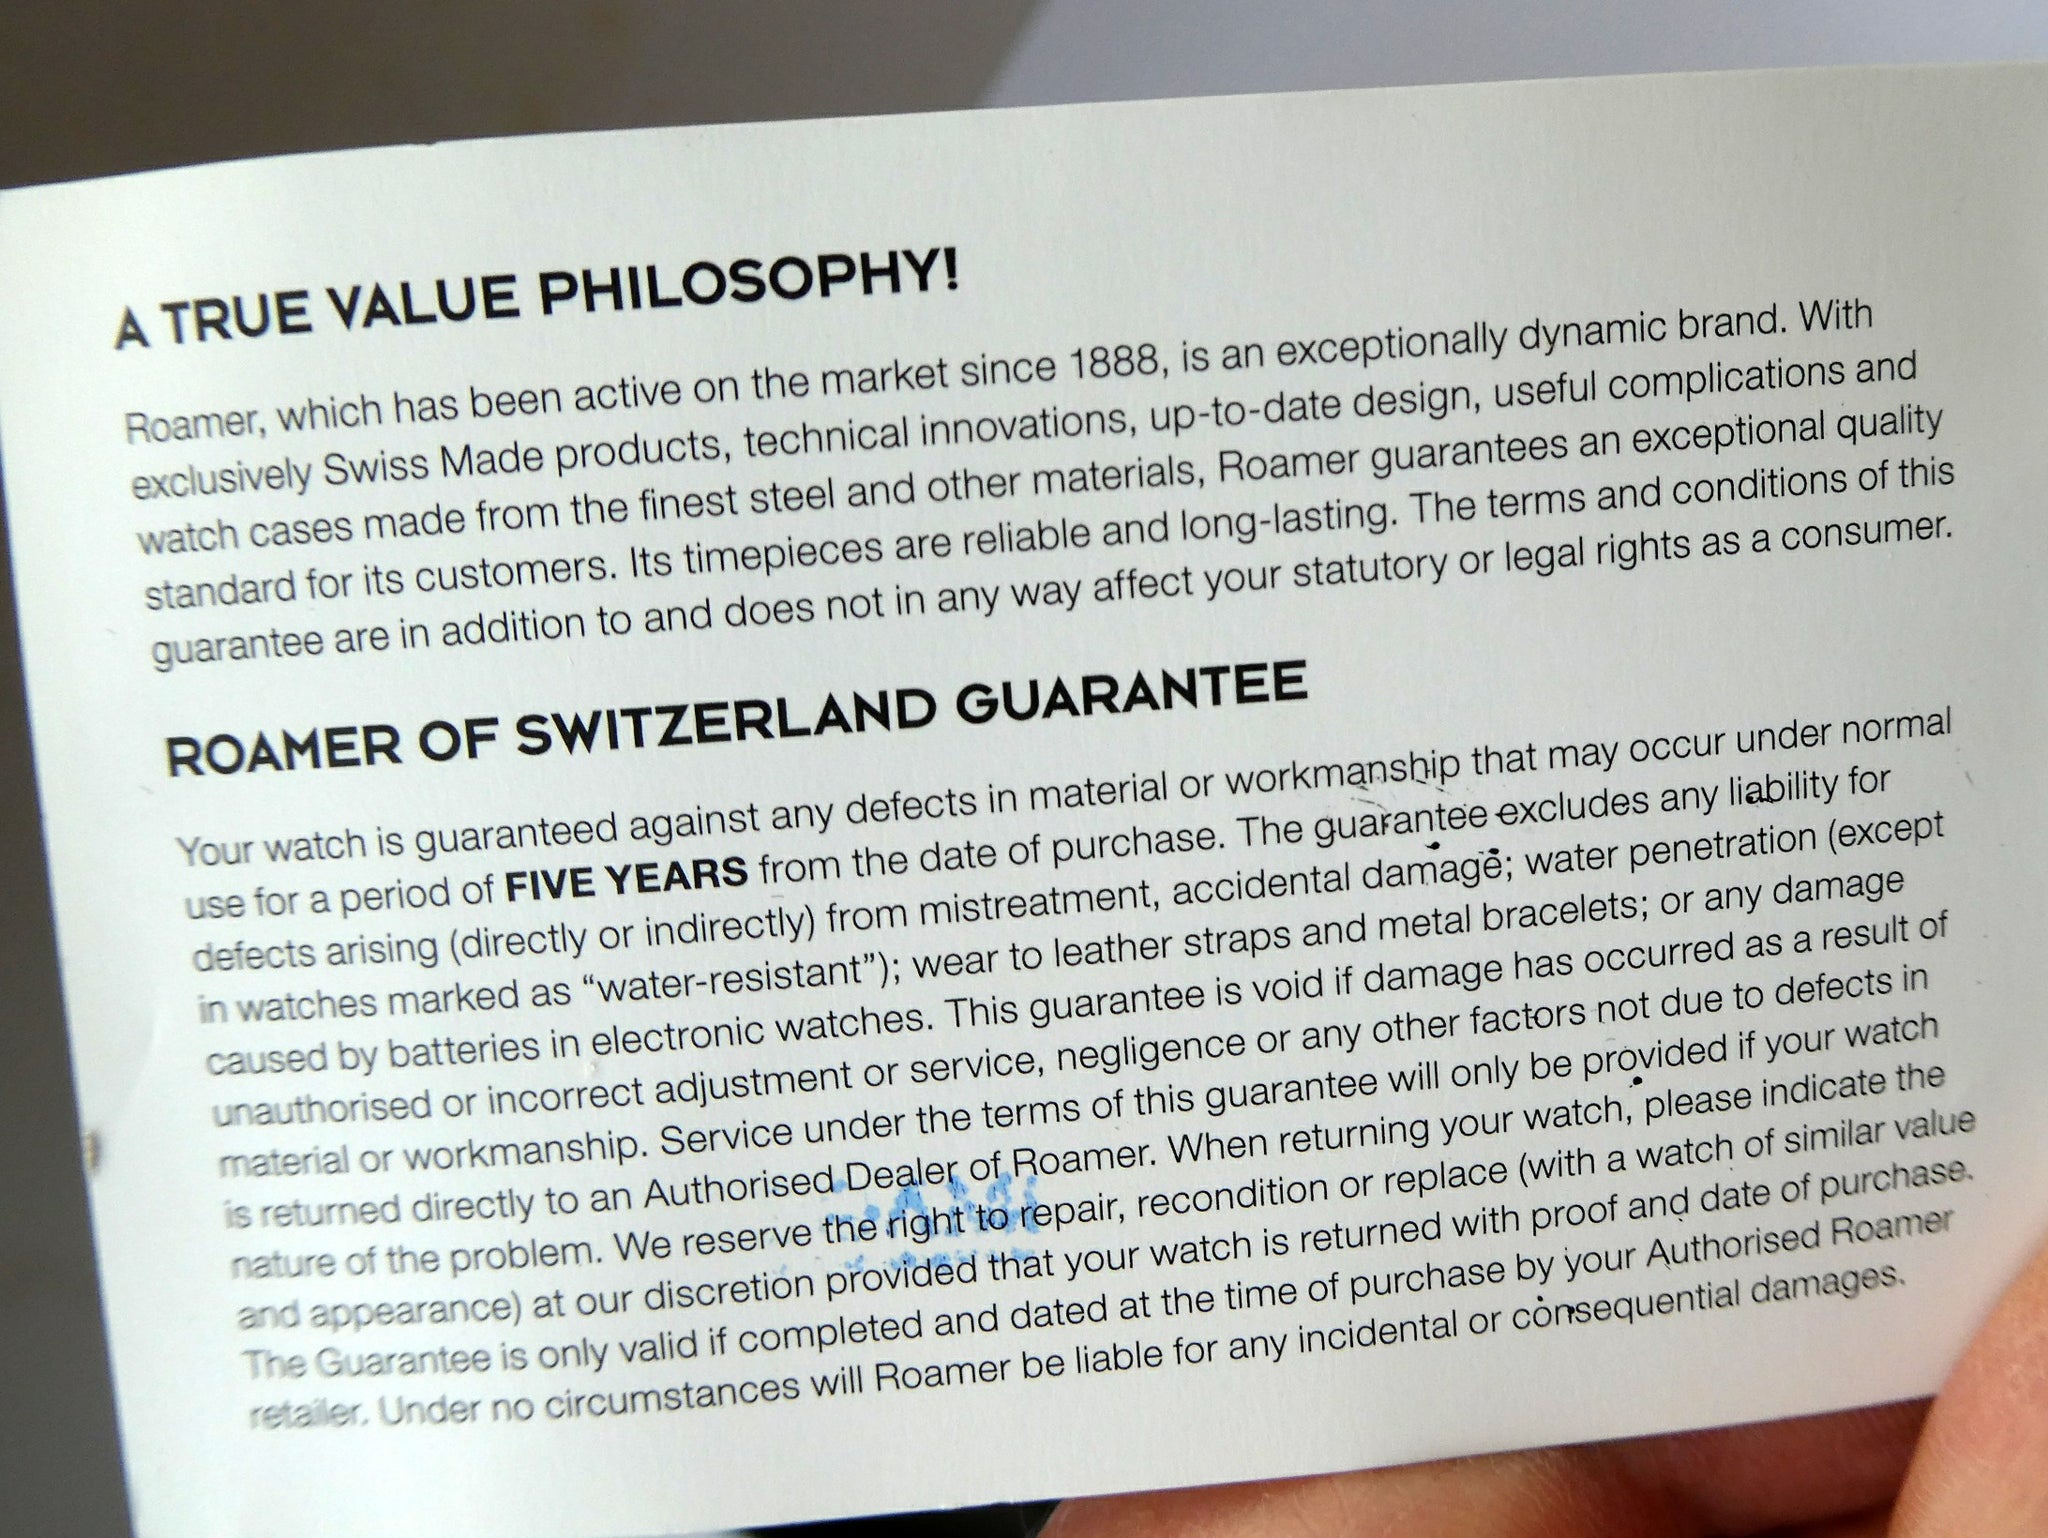 A TRUE VALUE PHILOSOPHY!
Roamer, which has been active on the market since 1888, is an exceptionally dynamic brand. With
exclusively Swiss Made products, technical innovations, up-to-date design, useful complications and
watch cases made from the finest steel and other materials, Roamer guarantees an exceptional quality
standard for its customers. Its timepieces are reliable and long-lasting. The terms and conditions of this
guarantee are in addition to and does not in any way affect your statutory or legal rights as a consumer.
ROAMER OF SWITZERLAND GUARANTEE
Your watch is guaranteed against any defects in material or workmanship that may occur under normal
use for a period of FIVE YEARS from the date of purchase. The guarantee excludes any liability for
defects arising (directly or indirectly) from mistreatment, accidental damage; water penetration (except
in watches marked as “water-resistant”); wear to leather straps and metal bracelets; or any damage
caused by batteries in electronic watches. This guarantee is void if damage has occurred as a result of
unauthorised or incorrect adjustment or service, negligence or any other factors not due to defects in
material or workmanship. Service under the terms of this guarantee will only be provided if your watch
is returned directly to an Authorised Dealer of Roamer. When returning your watch, please indicate the
nature of the problem. We reserve the right to repair, recondition or replace (with a watch of similar value
and appearance) at our discretion provided that your watch is returned with proof and date of purchase.
The Guarantee is only valid if completed and dated at the time of purchase by your Authorised Roamer
retailer. Under no circumstances will Roamer be liable for any incidental or consequential damages.